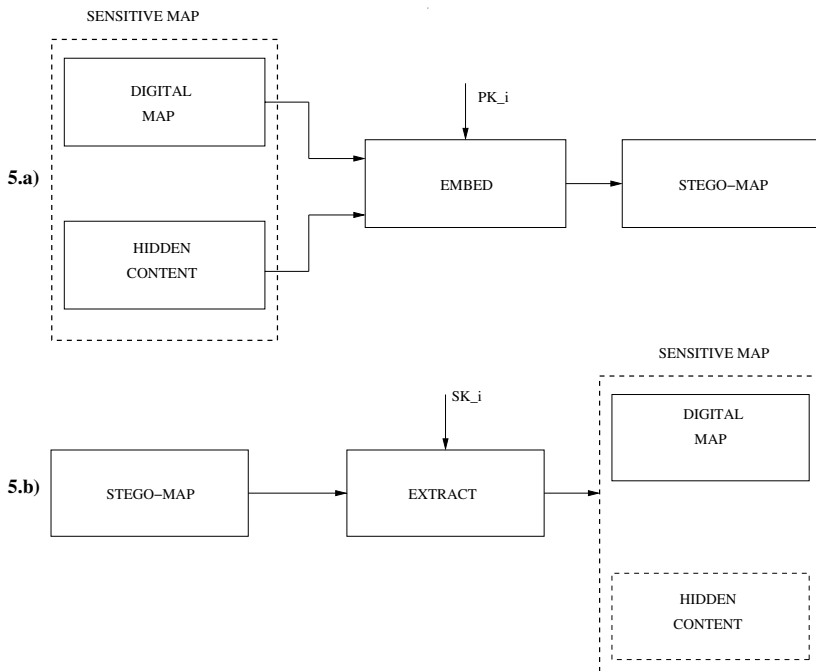 SENSITIVE MAP
DIGITAL
MAP
PK_i
5.a)
EMBED
STEGO−MAP
HIDDEN
CONTENT
SENSITIVE MAP
SK_i
DIGITAL
MAP
5.b)
STEGO−MAP
EXTRACT
HIDDEN
CONTENT